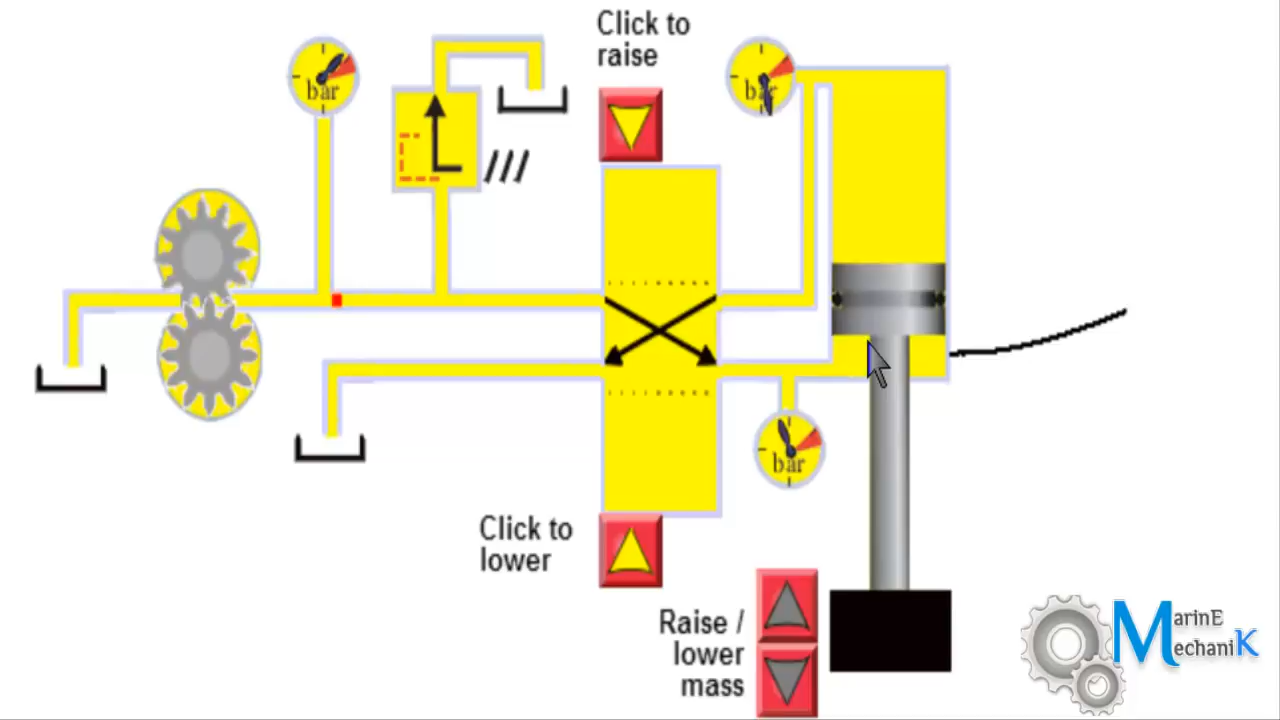 Click to
raise
bar
bar
bar
Click to
lower
Raise /
lower
mass
MarinE
MechaniK